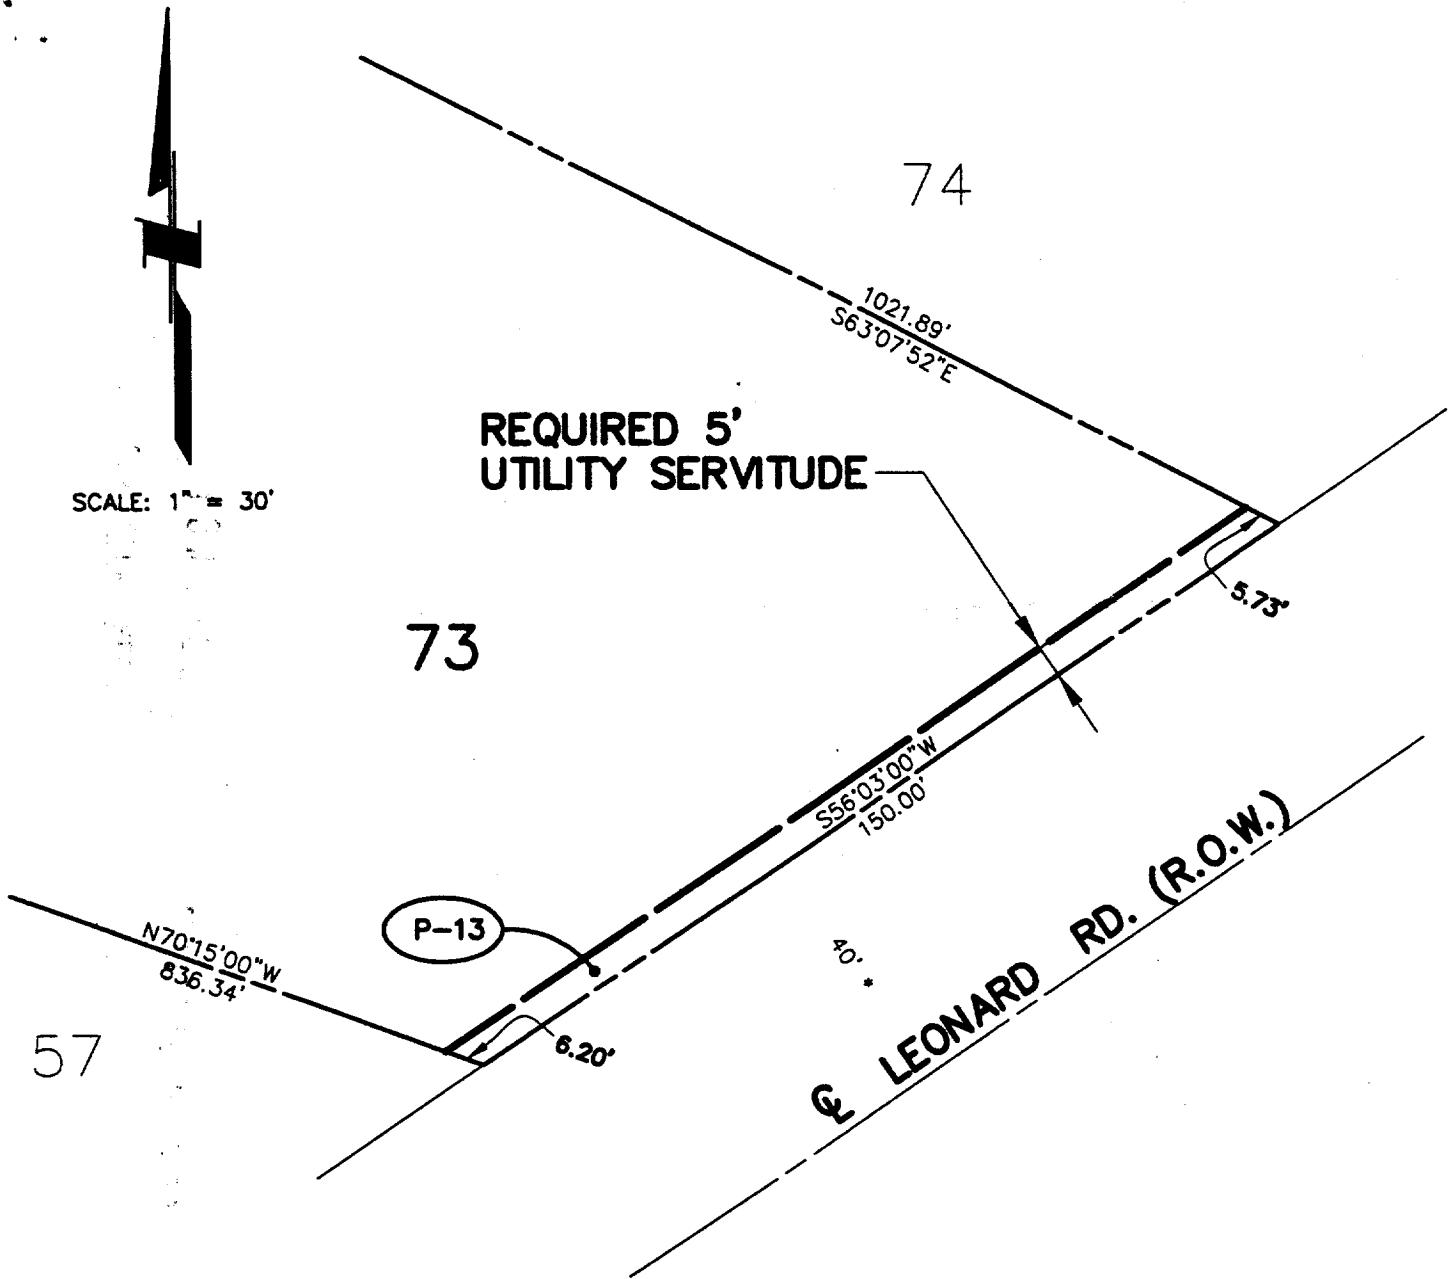 74
1021.89'
S63°07'52"E
REQUIRED 5'
UTILITY SERVITUDE
SCALE: 1" = 30'
5.73'
73
S56°03'00"W
150.00'
P-13
N70°15'00"W
836.34'
40' *
℄ LEONARD RD. (R.O.W.)
57
6.20'